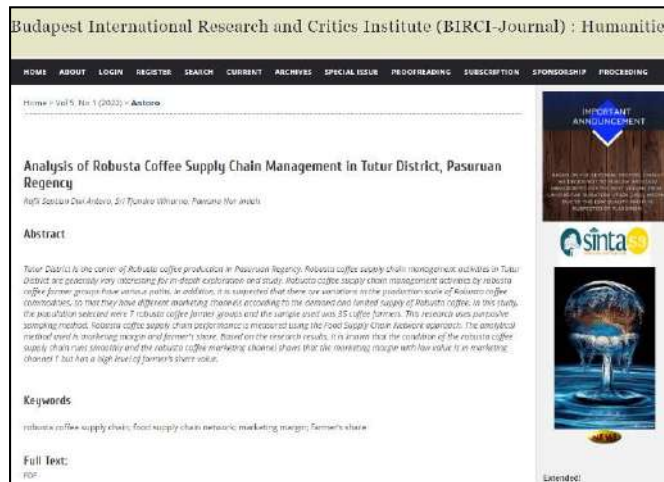 Budapest International Research and Critics Institute (BIRCI-Journal) : Humanitie
HOME ABOUT LOGIN REGISTER SEARCH CURRENT ARCHIVES SPECIAL ISSUE PROOFREADING SUBSCRIPTION SPONSORSHIP PROCEEDING
Home > Vol 5, No 1 (2022) > Antoro
IMPORTANT
ANNOUNCEMENT
Analysis of Robusta Coffee Supply Chain Management in Tutur District, Pasuruan
Regency
Dwi Antoro, Sri Tjondro Winarno,
Abstract
Tutur District is the center of Robusta coffee production in Pasuruan Regency. Robusta coffee supply chain management activities in Tutur
District are generally very interesting for in-depth exploration and study. Robusta coffee supply chain management activities by robusta
coffee farmer groups have various paths. In addition, it is suspected that there are variations in the production scale of Robusta coffee
commodities, so that they have different marketing channels according to the demand and limited supply of Robusta coffee. In this study,
the population selected were 7 robusta coffee farmer groups and the sample used was 35 coffee farmers. This research uses purposive
sampling method. Robusta coffee supply chain performance is measured using the Food Supply Chain Network approach. The analytical
method used is marketing margin and farmer's share. Based on the research results, it is known that the condition of the robusta coffee
supply chain runs smoothly and the robusta coffee marketing channel shows that the marketing margin with low value is in marketing
channel 1 but has a high level of farmer's share value.
sinta
Keywords
robusta coffee supply chain; food supply chain network; marketing margin; farmer's share
Full Text:
PDF
NEWS
Extended!